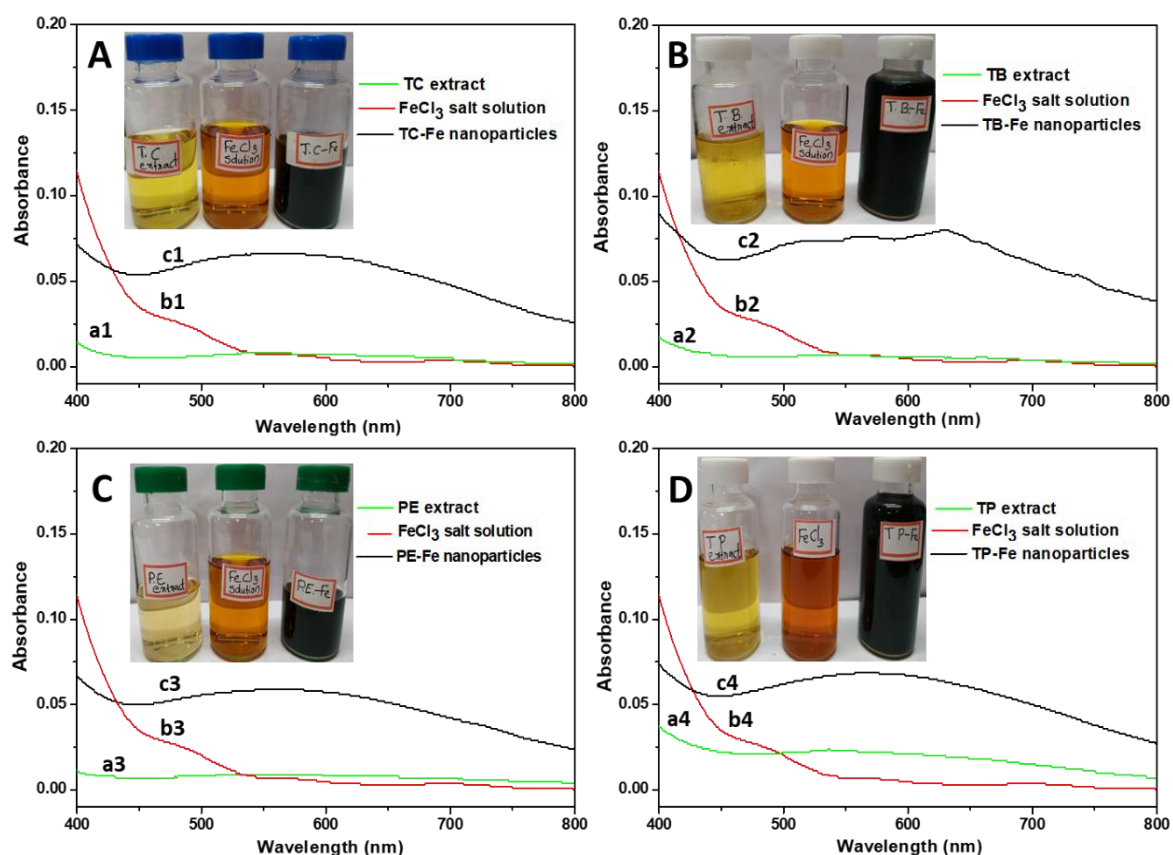 A
TC extract
FeCl₃ salt solution
TC-Fe nanoparticles
T.C
extract
FeCl₃
solution
T.C-Fe
c1
b1
a1
Absorbance
0.20
0.15
0.10
0.05
0.00
400
500
600
700
800
Wavelength (nm)
B
TB extract
FeCl₃ salt solution
TB-Fe nanoparticles
T.B
extract
FeCl₃
solution
T.B-Fe
c2
b2
a2
Absorbance
0.20
0.15
0.10
0.05
0.00
400
500
600
700
800
Wavelength (nm)
C
PE extract
FeCl₃ salt solution
PE-Fe nanoparticles
P.E
extract
FeCl₃
solution
P.E-Fe
c3
b3
a3
Absorbance
0.20
0.15
0.10
0.05
0.00
400
500
600
700
800
Wavelength (nm)
D
TP extract
FeCl₃ salt solution
TP-Fe nanoparticles
TP
extract
FeCl₃
TP-Fe
c4
b4
a4
Absorbance
0.20
0.15
0.10
0.05
0.00
400
500
600
700
800
Wavelength (nm)